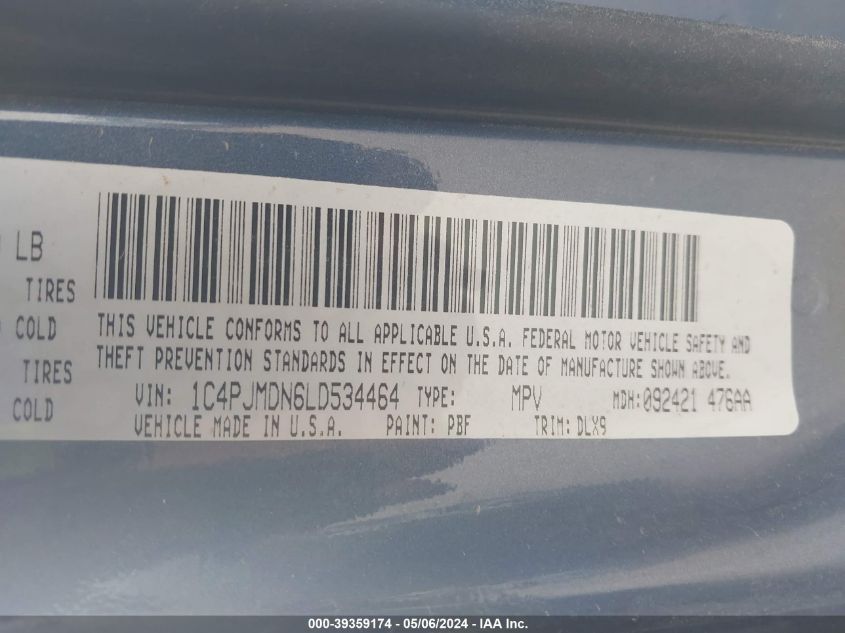 LB
TIRES
COLD
TIRES
COLD
THIS VEHICLE CONFORMS TO ALL APPLICABLE U.S.A. FEDERAL MOTOR VEHICLE SAFETY AND
THEFT PREVENTION STANDARDS IN EFFECT ON THE DATE OF MANUFACTURE SHOWN ABOVE.
VIN: 1C4PJMDN6LD534464 TYPE: MPV MDH:092421 476AA
VEHICLE MADE IN U.S.A. PAINT: PBF TRIM: DLX9
000-39359174 - 05/06/2024 - IAA Inc.